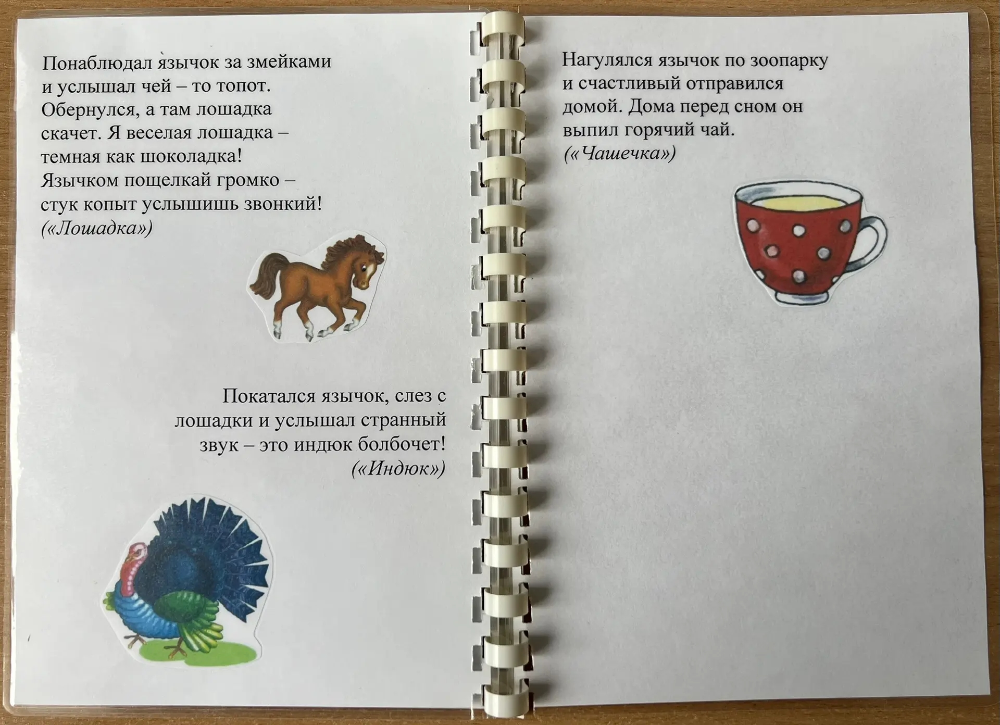 Понаблюдал язычок за змейками
и услышал чей – то топот.
Обернулся, а там лошадка
скачет. Я веселая лошадка –
темная как шоколадка!
Язычком пощелкай громко –
стук копыт услышишь звонкий!
(«Лошадка»)
Покатался язычок, слез с
лошадки и услышал странный
звук – это индюк болбочет!
(«Индюк»)
Нагулялся язычок по зоопарку
и счастливый отправился
домой. Дома перед сном он
выпил горячий чай.
(«Чашечка»)